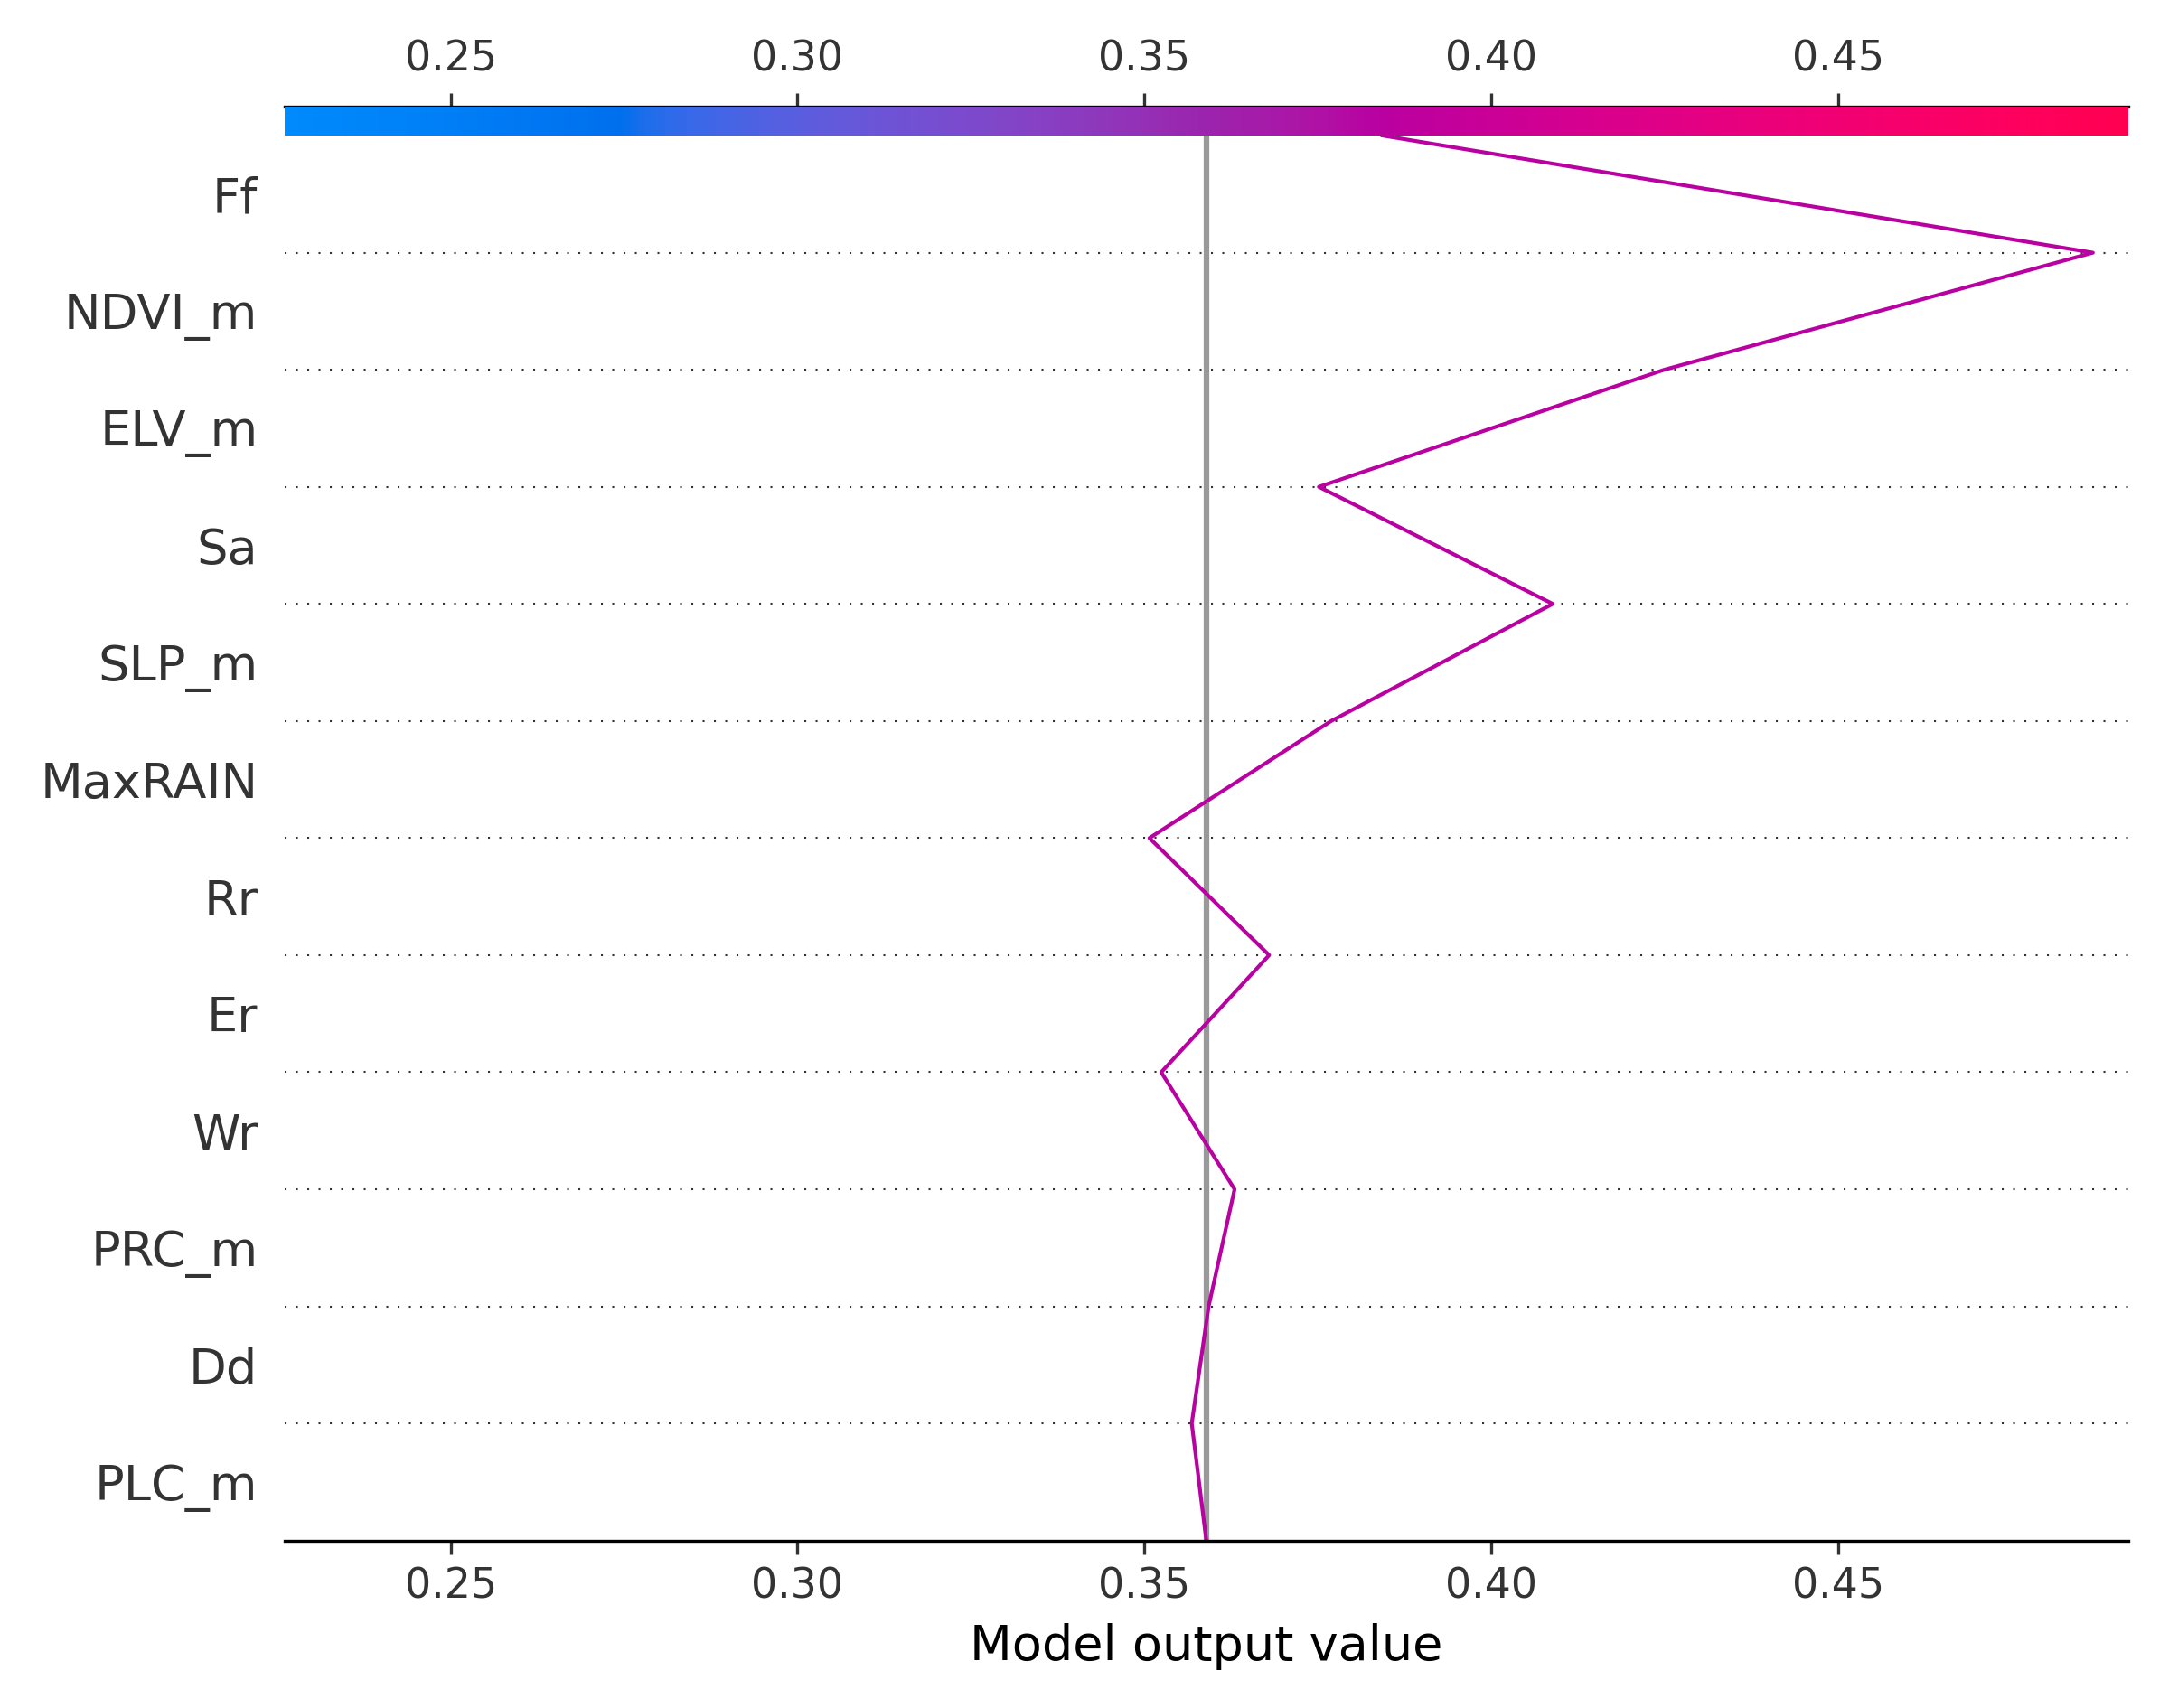 0.25 0.30 0.35 0.40 0.45
Ff
NDVI_m
ELV_m
Sa
SLP_m
MaxRAIN
Rr
Er
Wr
PRC_m
Dd
PLC_m
0.25 0.30 0.35 0.40 0.45
Model output value